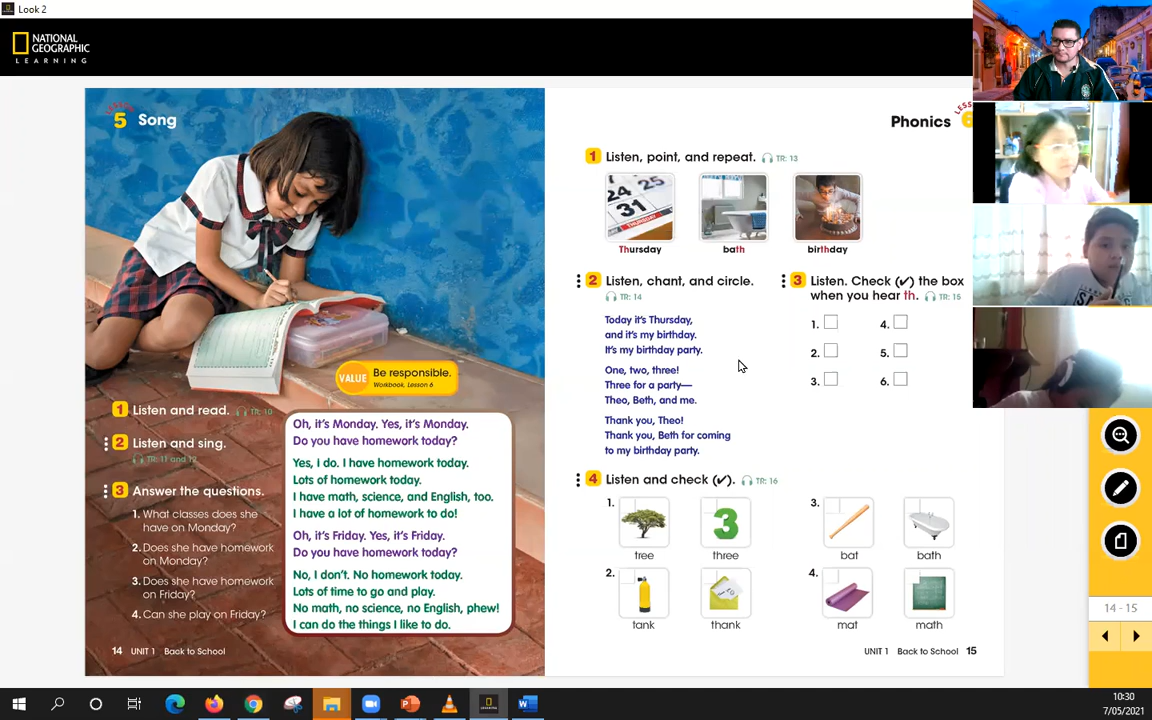 Look 2
NATIONAL
GEOGRAPHIC
LEARNING
LESSON
5 Song
VALUE
Be responsible.
Workbook, Lesson 6
1 Listen and read. TR: 10
2 Listen and sing.
TR: 11 and 12
3 Answer the questions.
1. What classes does she
have on Monday?
2. Does she have homework
on Monday?
3. Does she have homework
on Friday?
4. Can she play on Friday?
Oh, it's Monday. Yes, it's Monday.
Do you have homework today?
Yes, i do. I have homework today.
Lots of homework today.
I have math, science, and English, too.
I have a lot of homework to do!
Oh, it's Friday. Yes, it's Friday.
Do you have homework today?
No, I don't. No homework today.
Lots of time to go and play.
No math, no science, no English, phew!
I can do the things I like to do.
14 UNIT 1 Back to School
Phonics
1 Listen, point, and repeat. TR: 13
24 25
31
THURSDAY
Thursday
bath
birthday
2 Listen, chant, and circle.
TR: 14
Today it's Thursday,
and it's my birthday.
It's my birthday party.
One, two, three!
Three for a party—
Theo, Beth, and me.
Thank you, Theo!
Thank you, Beth for coming
to my birthday party.
3 Listen. Check (✔) the box
when you hear th. TR: 15
1. 4.
2. 5.
3. 6.
4 Listen and check (✔). TR: 16
1.
tree
3
three
2.
tank
thank
3.
bat
bath
4.
mat
math
UNIT 1 Back to School 15
14 - 15
10:30
7/05/2021